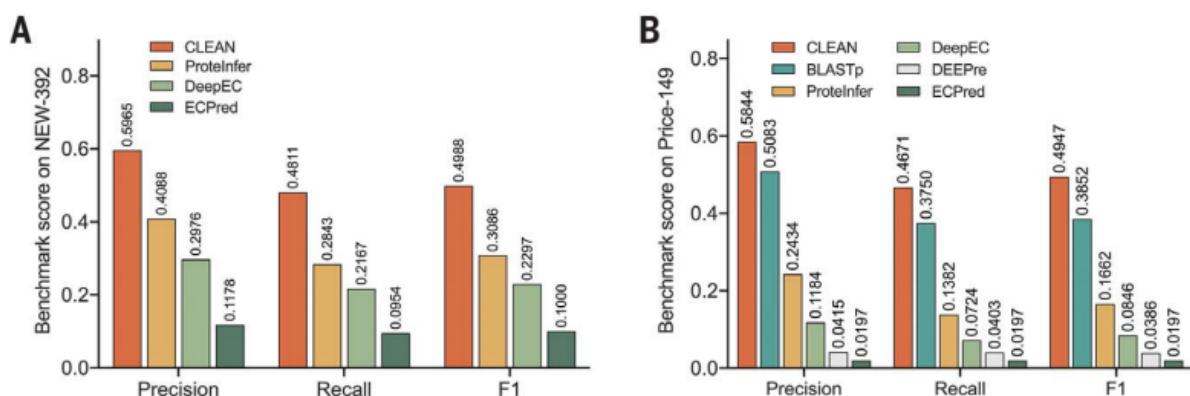 A
Benchmark score on NEW-392
0.8
0.6
0.4
0.2
0.0
CLEAN
ProteInfer
DeepEC
ECPred
0.5965
0.4088
0.2976
0.1178
0.4811
0.2843
0.2167
0.0954
0.4988
0.3086
0.2297
0.1000
Precision
Recall
F1
B
Benchmark score on Price-149
0.8
0.6
0.4
0.2
0.0
CLEAN
BLASTp
ProteInfer
DeepEC
DEEPre
ECPred
0.5844
0.5083
0.2434
0.1184
0.0415
0.0197
0.4671
0.3750
0.1382
0.0724
0.0403
0.0197
0.4947
0.3852
0.1662
0.0846
0.0386
0.0197
Precision
Recall
F1